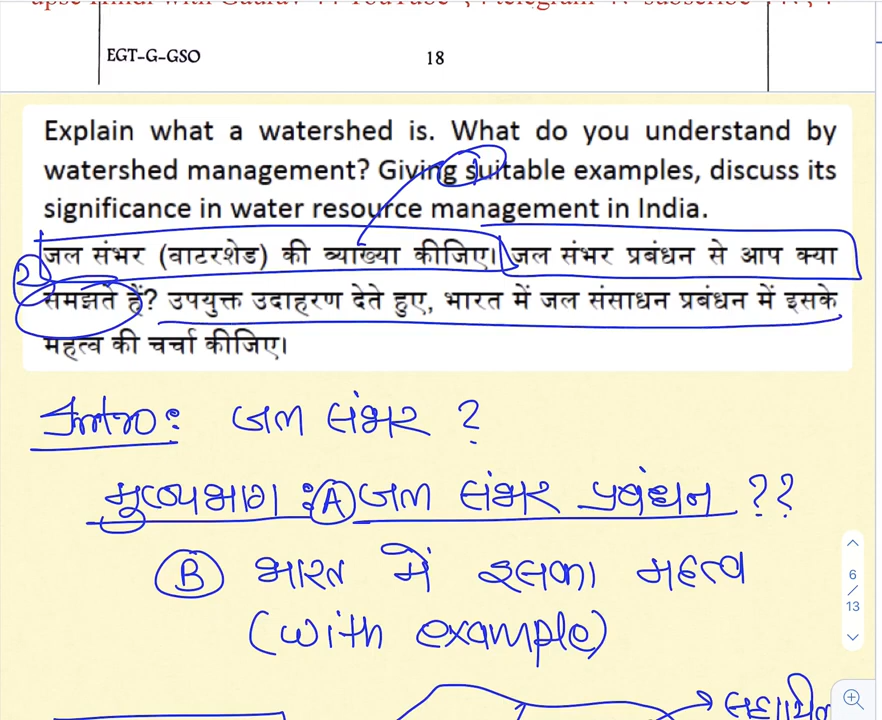 EGT-G-GSO
18
Explain what a watershed is. What do you understand by
watershed management? Giving suitable examples, discuss its
significance in water resource management in India.
जल संभर (वाटरशेड) की व्याख्या कीजिए। जल संभर प्रबंधन से आप क्या
2 समझते हैं? उपयुक्त उदाहरण देते हुए, भारत में जल संसाधन प्रबंधन में इसके
महत्व की चर्चा कीजिए।
Intro: जल संभर ?
मुख्यभाग : A जल संभर प्रबंधन ??
B भारत में इसका महत्व
(with example)
6
/
13